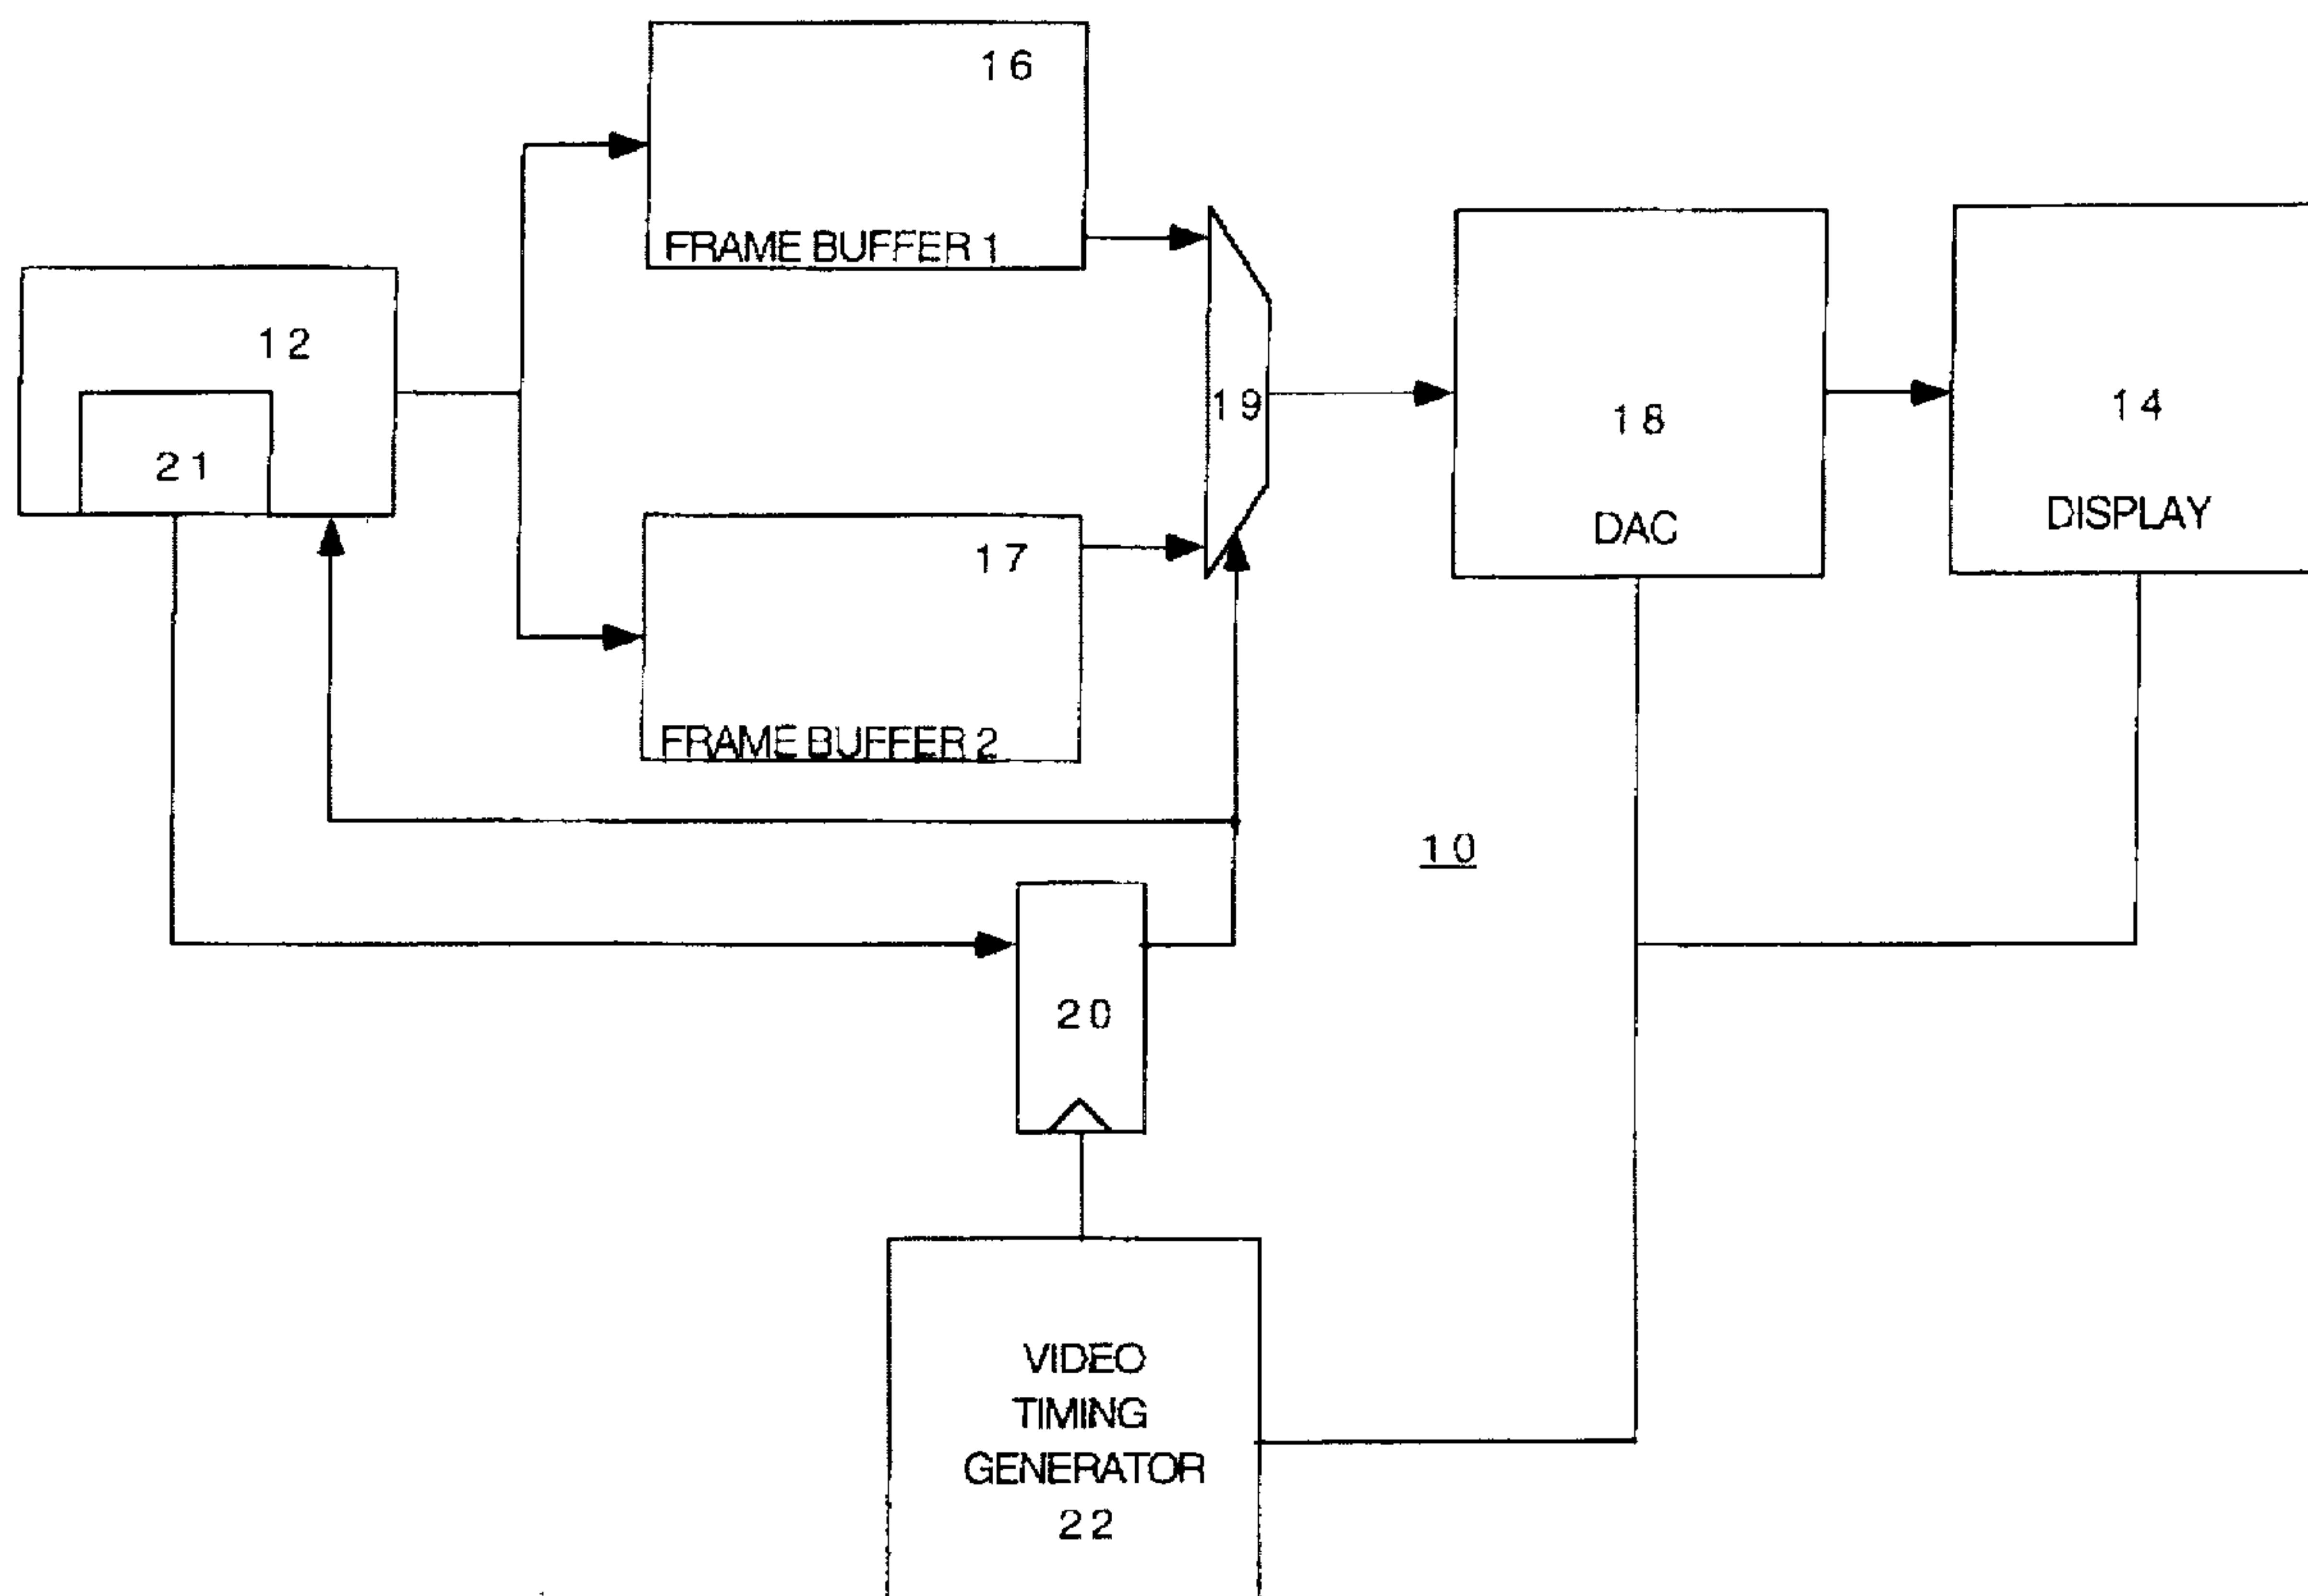 16
FRAME BUFFER 1
12
21
19
18
DAC
14
DISPLAY
17
FRAME BUFFER 2
10
20
VIDEO
TIMING
GENERATOR
22